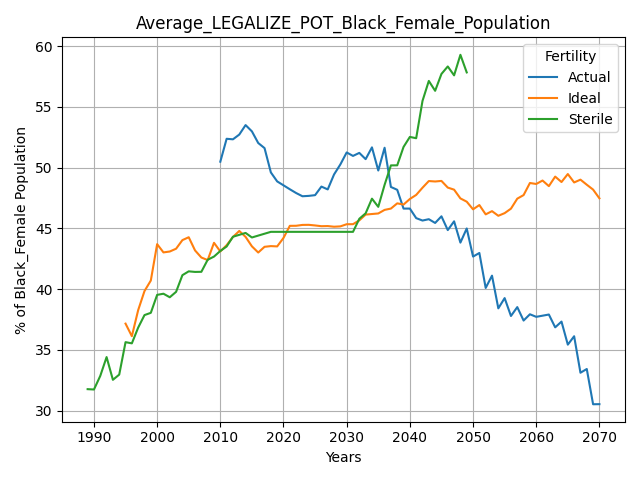 Average_LEGALIZE_POT_Black_Female_Population
% of Black_Female Population
60
55
50
45
40
35
30
Fertility
Actual
Ideal
Sterile
1990 2000 2010 2020 2030 2040 2050 2060 2070
Years